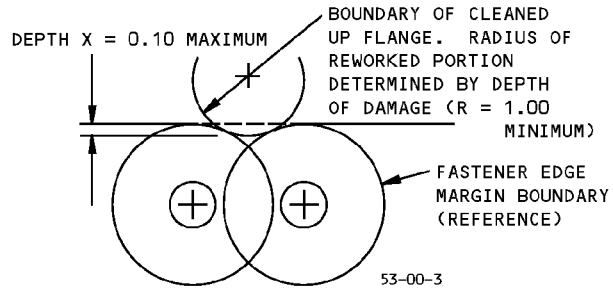 BOUNDARY OF CLEANED
UP FLANGE. RADIUS OF
REWORKED PORTION
DETERMINED BY DEPTH
OF DAMAGE (R = 1.00
MINIMUM)
DEPTH X = 0.10 MAXIMUM
FASTENER EDGE
MARGIN BOUNDARY
(REFERENCE)
53-00-3